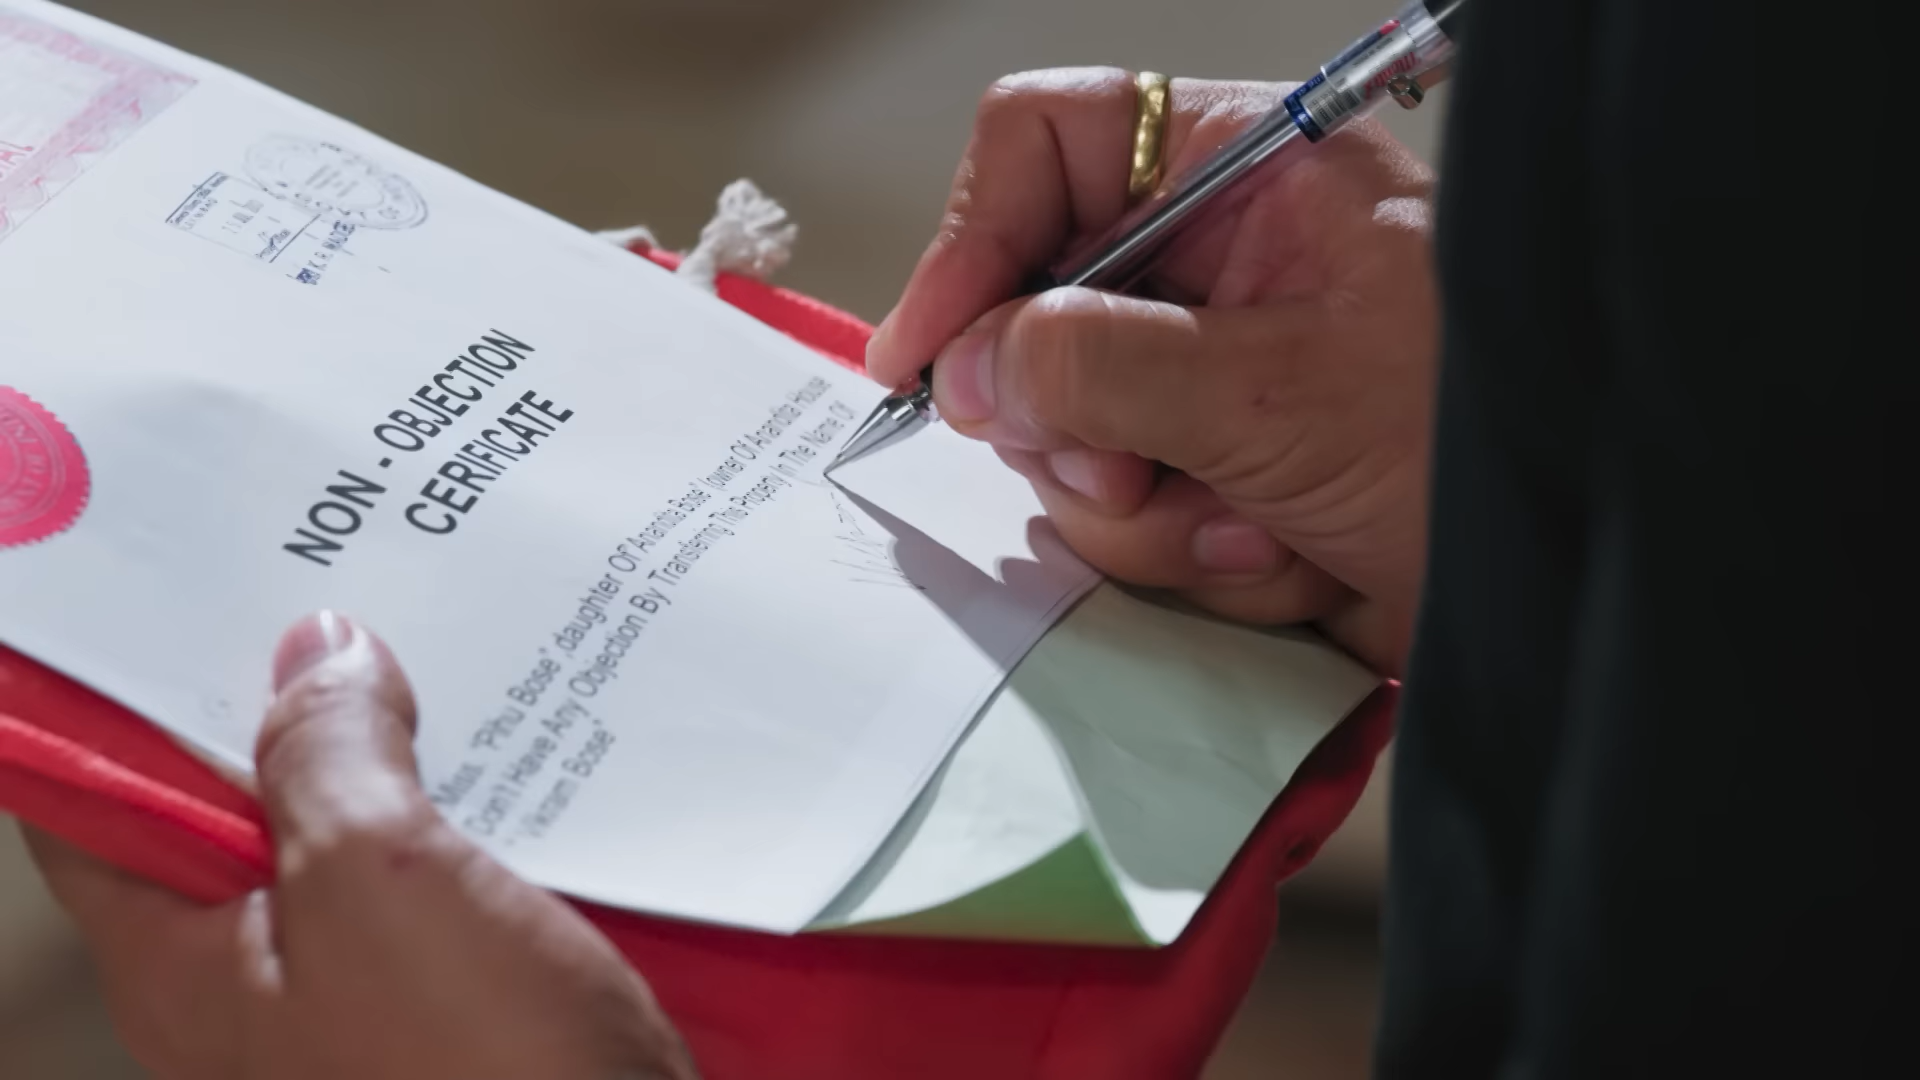 NON - OBJECTION
CERIFICATE
Miss. "Pihu Bose" ,daughter Of"Anandita Bose" (owner Of Anandita House
Don't Have Any Objection By Transferring This Property In The Name Of
"Vikram Bose"